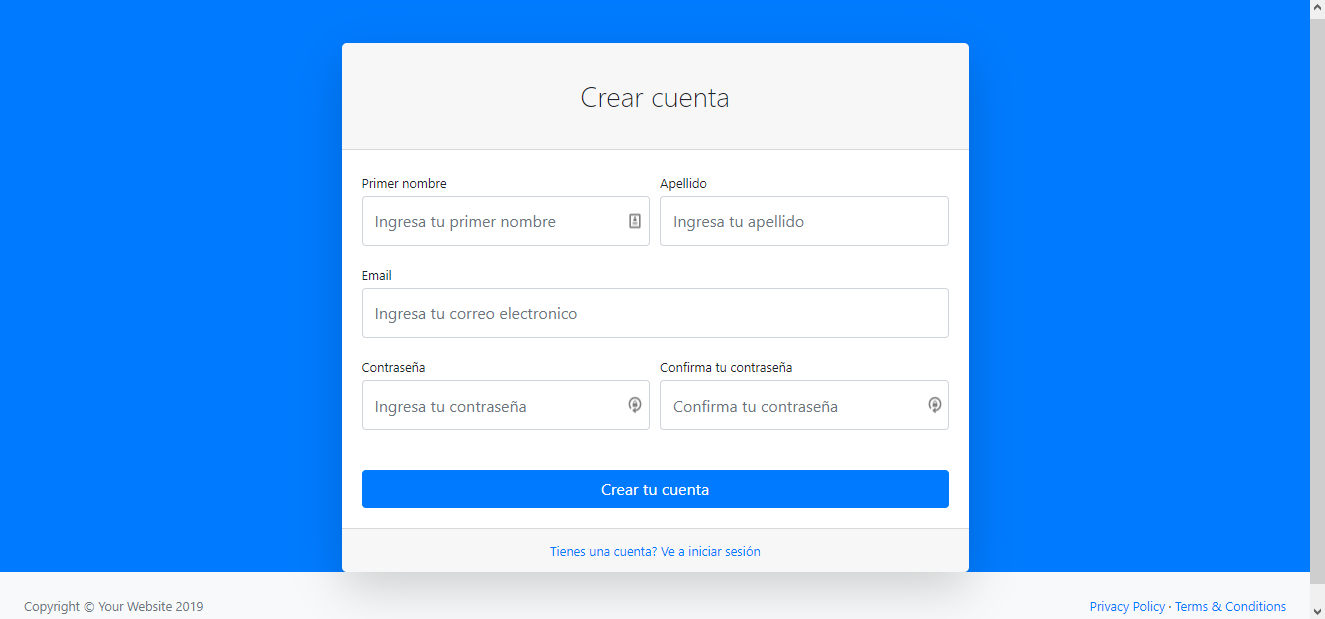 Crear cuenta
Primer nombre
Apellido
Ingresa tu primer nombre
Ingresa tu apellido
Email
Ingresa tu correo electronico
Contraseña
Confirma tu contraseña
Ingresa tu contraseña
Confirma tu contraseña
Crear tu cuenta
Tienes una cuenta? Ve a iniciar sesión
Copyright © Your Website 2019
Privacy Policy · Terms & Conditions